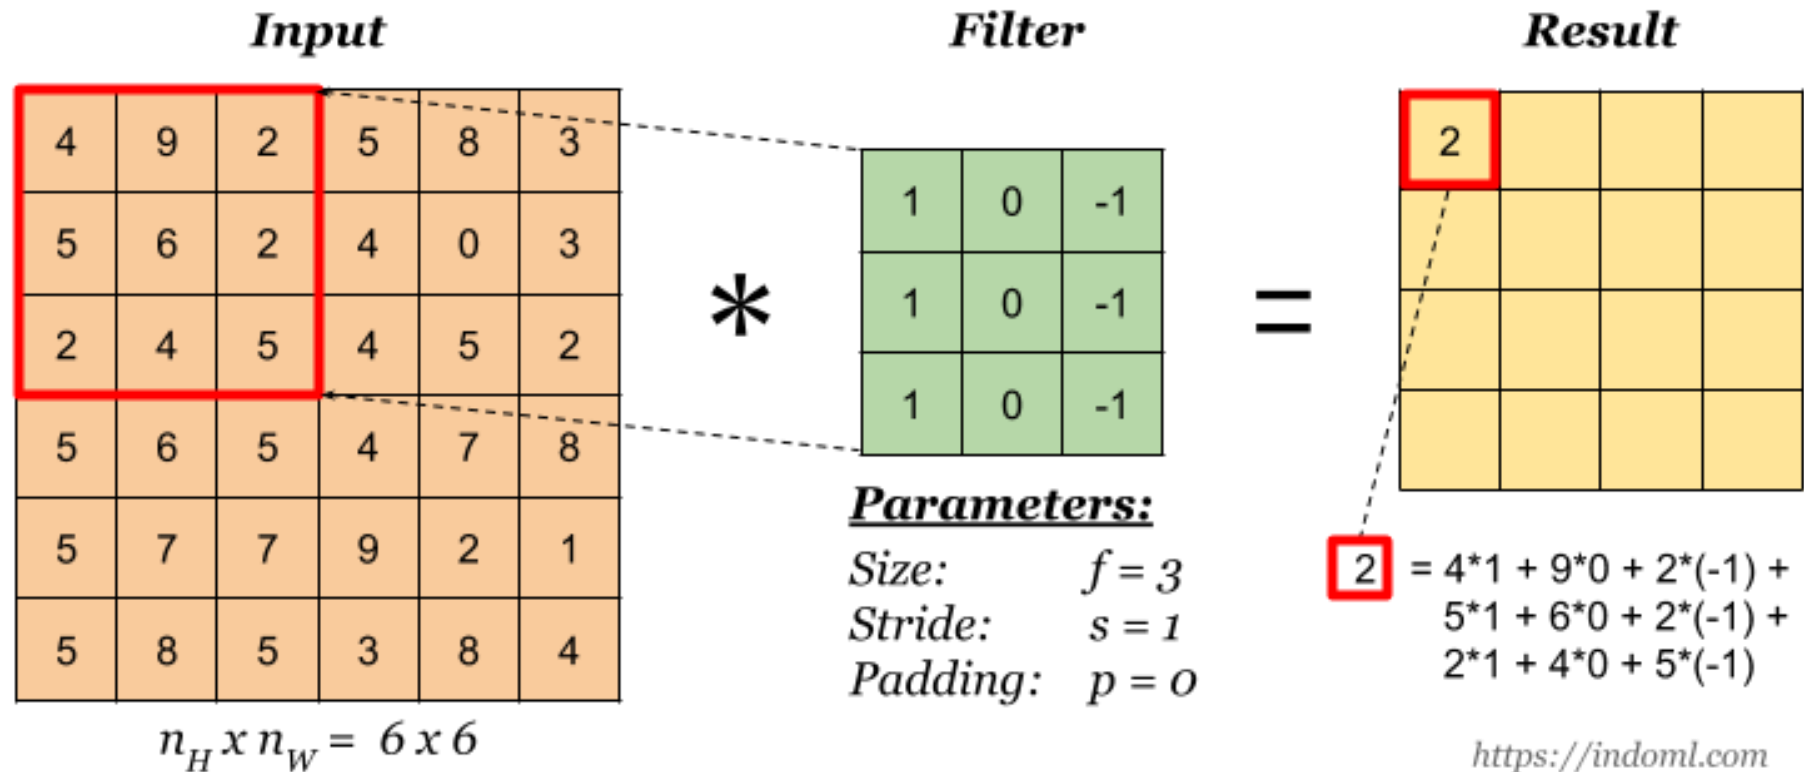 Input Filter Result
4 9 2 5 8 3
5 6 2 4 0 3
2 4 5 4 5 2
5 6 5 4 7 8
5 7 7 9 2 1
5 8 5 3 8 4
n_H x n_W = 6 x 6
*
1 0 -1
1 0 -1
1 0 -1
Parameters:
Size: f = 3
Stride: s = 1
Padding: p = 0
=
2
2 = 4*1 + 9*0 + 2*(-1) +
5*1 + 6*0 + 2*(-1) +
2*1 + 4*0 + 5*(-1)
https://indoml.com